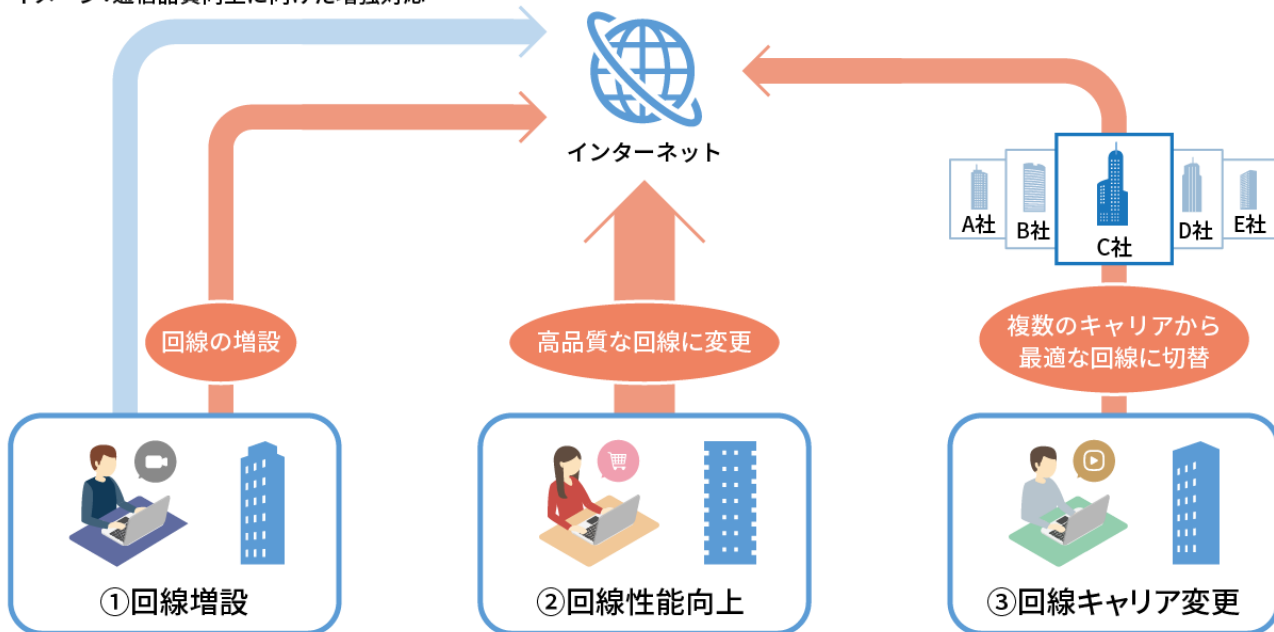 インターネット
A社
B社
C社
D社
E社
回線の増設
高品質な回線に変更
複数のキャリアから
最適な回線に切替
①回線増設
②回線性能向上
③回線キャリア変更